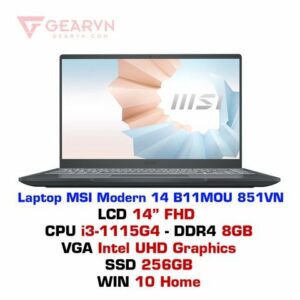 GEARVN
GEARVN.COM
msi
Laptop MSI Modern 14 B11MOU 851VN
LCD 14” FHD
CPU i3-1115G4 - DDR4 8GB
VGA Intel UHD Graphics
SSD 256GB
WIN 10 Home